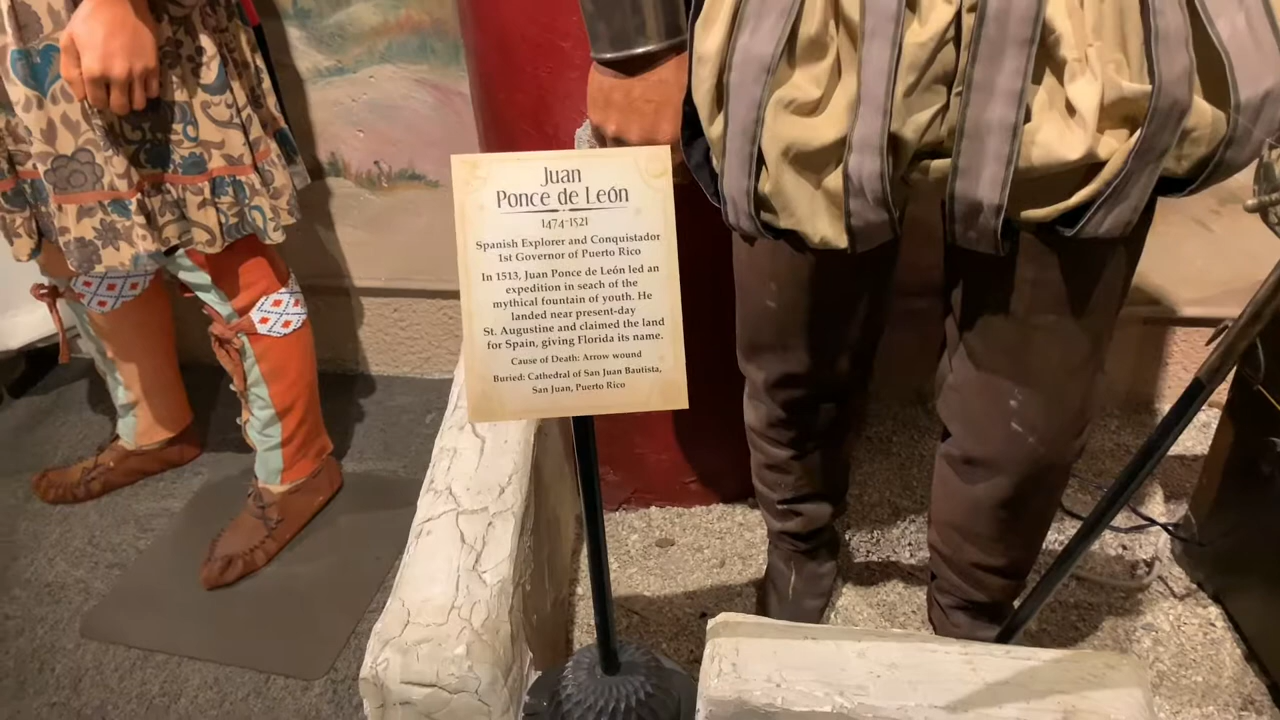 Juan
Ponce de León
1474-1521
Spanish Explorer and Conquistador
1st Governor of Puerto Rico
In 1513, Juan Ponce de León led an
expedition in seach of the
mythical fountain of youth. He
landed near present-day
St. Augustine and claimed the land
for Spain, giving Florida its name.
Cause of Death: Arrow wound
Buried: Cathedral of San Juan Bautista,
San Juan, Puerto Rico